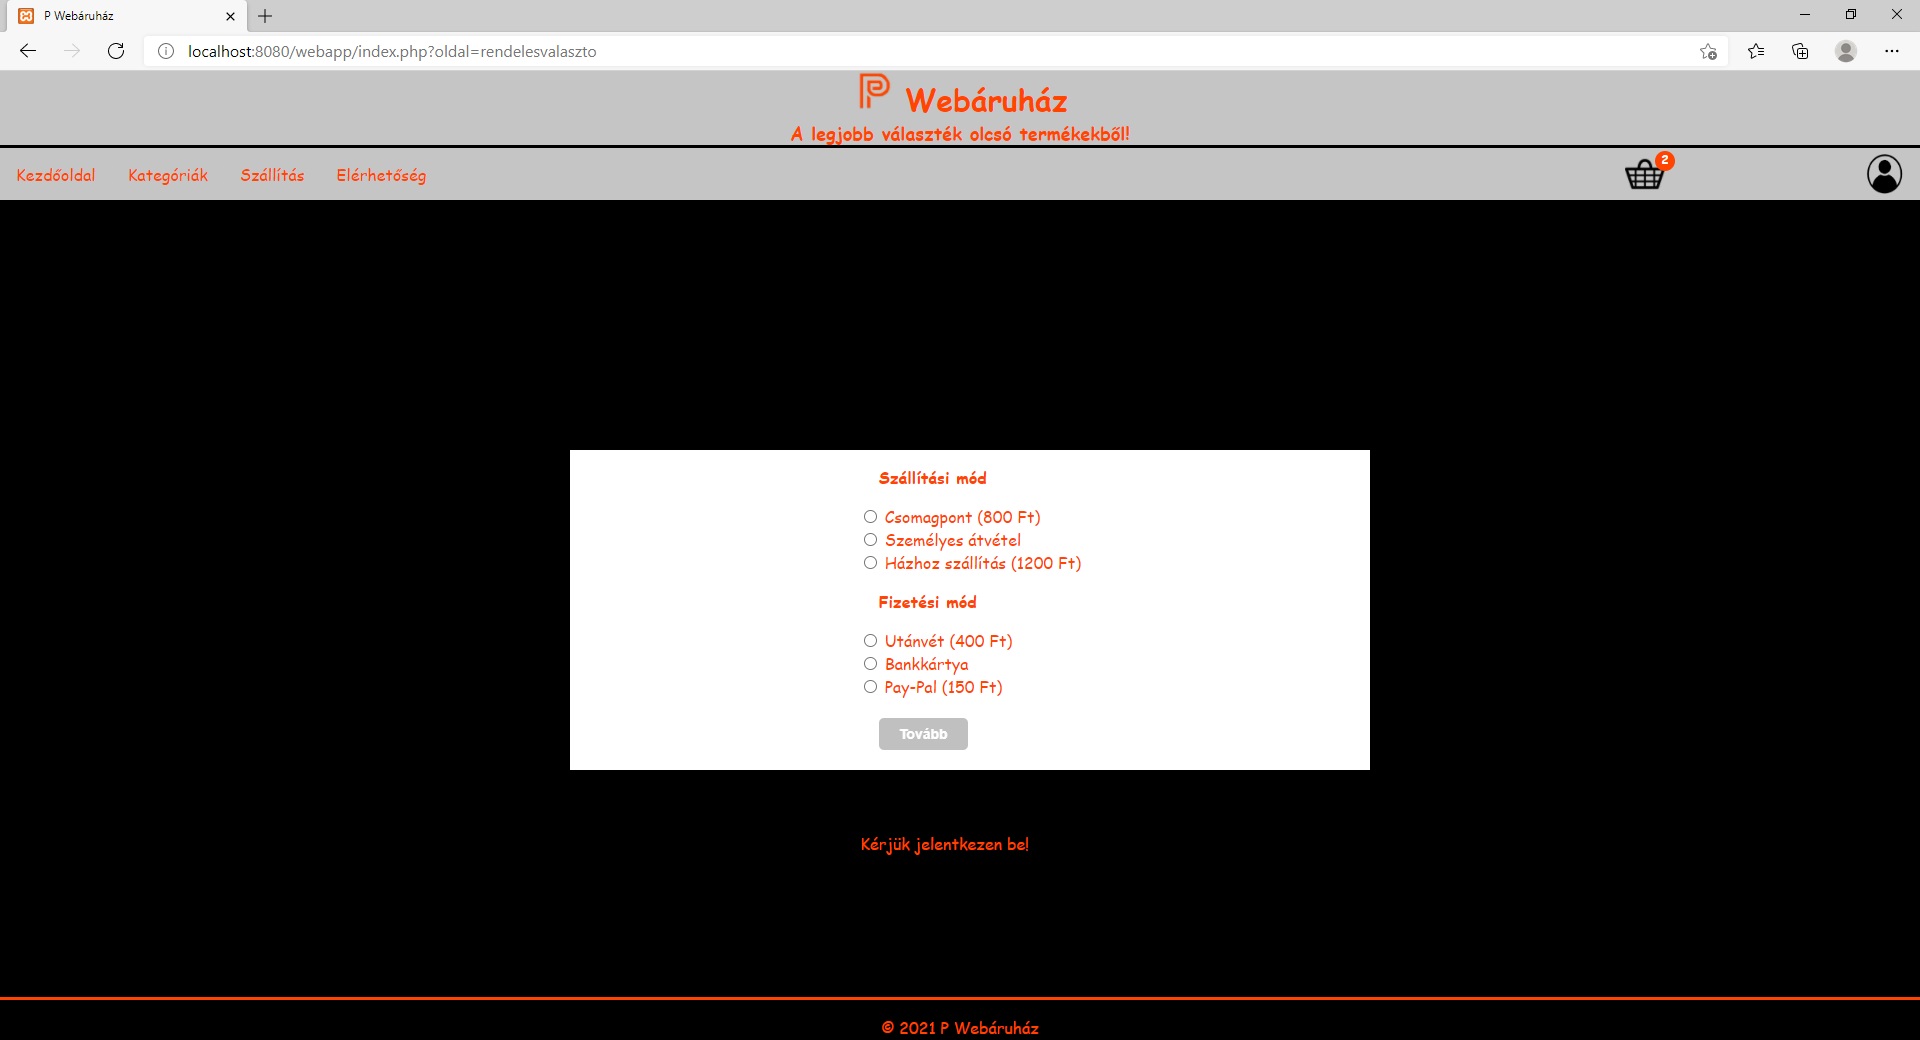 P Webáruház
localhost:8080/webapp/index.php?oldal=rendelesvalaszto
P Webáruház
A legjobb választék olcsó termékekből!
Kezdőoldal Kategóriák Szállítás Elérhetőség 2
Szállítási mód
Csomagpont (800 Ft)
Személyes átvétel
Házhoz szállítás (1200 Ft)
Fizetési mód
Utánvét (400 Ft)
Bankkártya
Pay-Pal (150 Ft)
Tovább
Kérjük jelentkezen be!
© 2021 P Webáruház